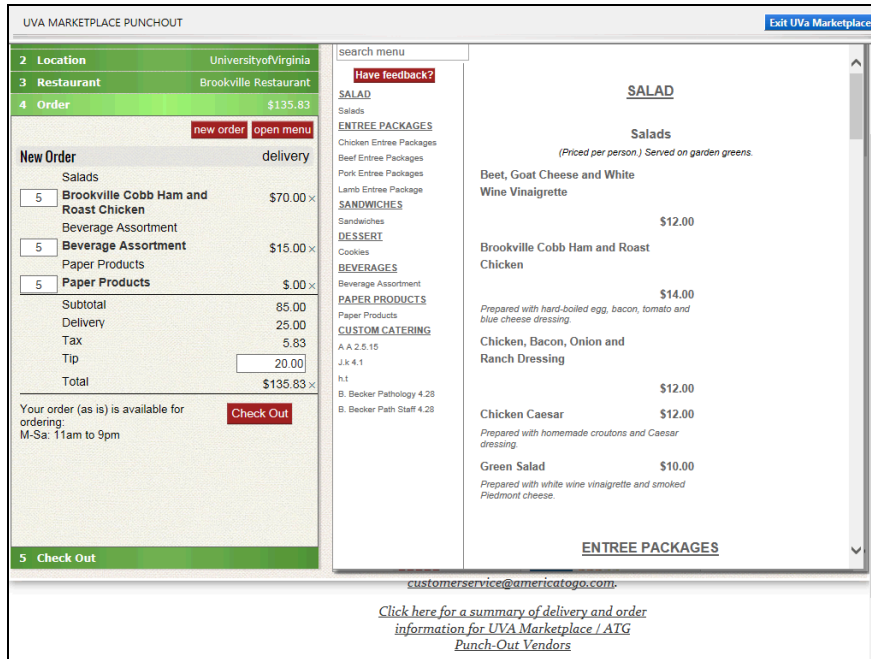 UVA MARKETPLACE PUNCHOUT
Exit UVa Marketplace
2 Location UniversityofVirginia
3 Restaurant Brookville Restaurant
4 Order $135.83
new order open menu
New Order delivery
Salads
5 Brookville Cobb Ham and $70.00 ×
Roast Chicken
Beverage Assortment
5 Beverage Assortment $15.00 ×
Paper Products
5 Paper Products $.00 ×
Subtotal 85.00
Delivery 25.00
Tax 5.83
Tip 20.00
Total $135.83 ×
Your order (as is) is available for
ordering:
M-Sa: 11am to 9pm
Check Out
5 Check Out
search menu
Have feedback?
SALAD
Salads
ENTREE PACKAGES
Chicken Entree Packages
Beef Entree Packages
Pork Entree Packages
Lamb Entree Package
SANDWICHES
Sandwiches
DESSERT
Cookies
BEVERAGES
Beverage Assortment
PAPER PRODUCTS
Paper Products
CUSTOM CATERING
A A 2.5.15
J.k 4.1
h.t
B. Becker Pathology 4.28
B. Becker Path Staff 4.28
SALAD
Salads
(Priced per person.) Served on garden greens.
Beet, Goat Cheese and White
Wine Vinaigrette
$12.00
Brookville Cobb Ham and Roast
Chicken
$14.00
Prepared with hard-boiled egg, bacon, tomato and
blue cheese dressing.
Chicken, Bacon, Onion and
Ranch Dressing
$12.00
Chicken Caesar $12.00
Prepared with homemade croutons and Caesar
dressing.
Green Salad $10.00
Prepared with white wine vinaigrette and smoked
Piedmont cheese.
ENTREE PACKAGES
customerservice@americatogo.com.
Click here for a summary of delivery and order
information for UVA Marketplace / ATG
Punch-Out Vendors